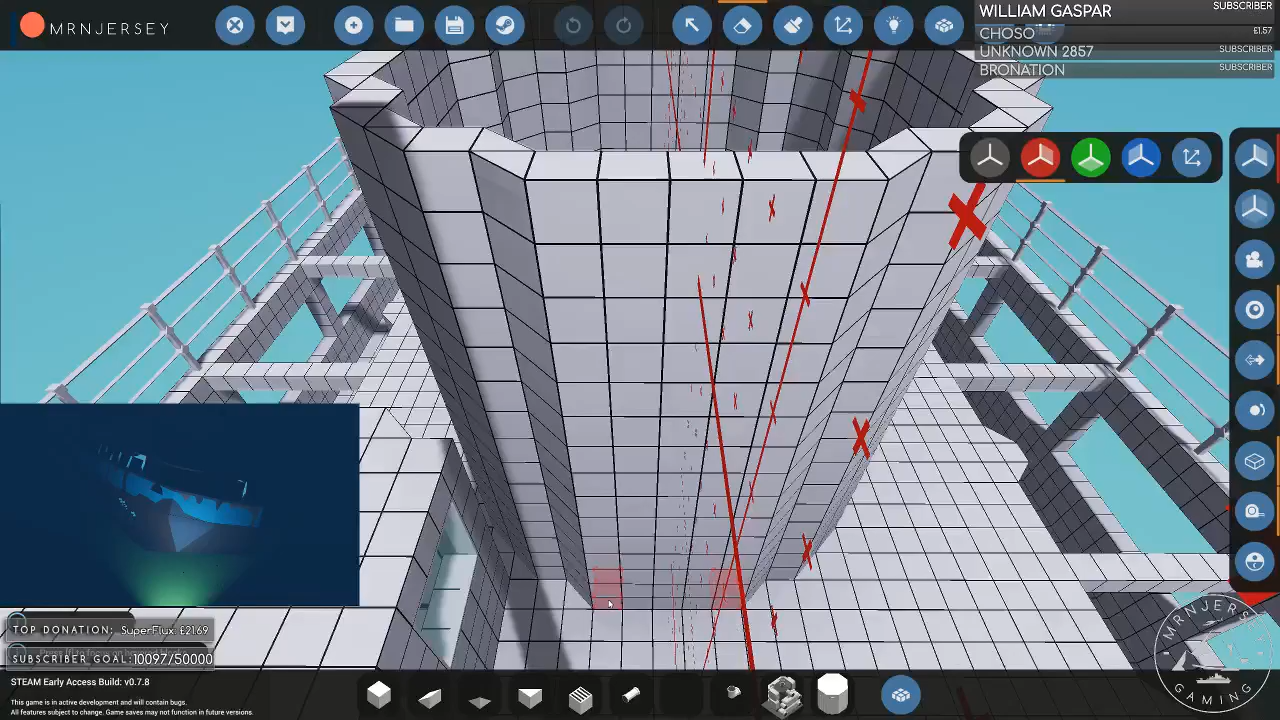 MRNJERSEY
WILLIAM GASPAR SUBSCRIBER
CHOSO £1.57
UNKNOWN 2857 SUBSCRIBER
BRONATION SUBSCRIBER
TOP DONATION: SuperFlux: £21.69
SUBSCRIBER GOAL: 10097/50000
STEAM Early Access Build: v0.7.8
This game is in active development and will contain bugs.
All features subject to change. Game saves may not function in future versions.
MRNJERSEY
GAMING